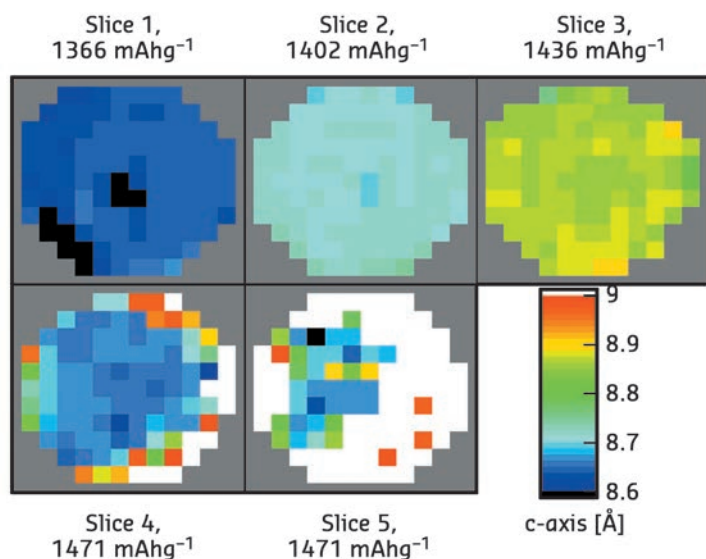 Slice 1,
1366 mAhg⁻¹
Slice 2,
1402 mAhg⁻¹
Slice 3,
1436 mAhg⁻¹
9
8.9
8.8
8.7
8.6
c-axis [Å]
Slice 4,
1471 mAhg⁻¹
Slice 5,
1471 mAhg⁻¹